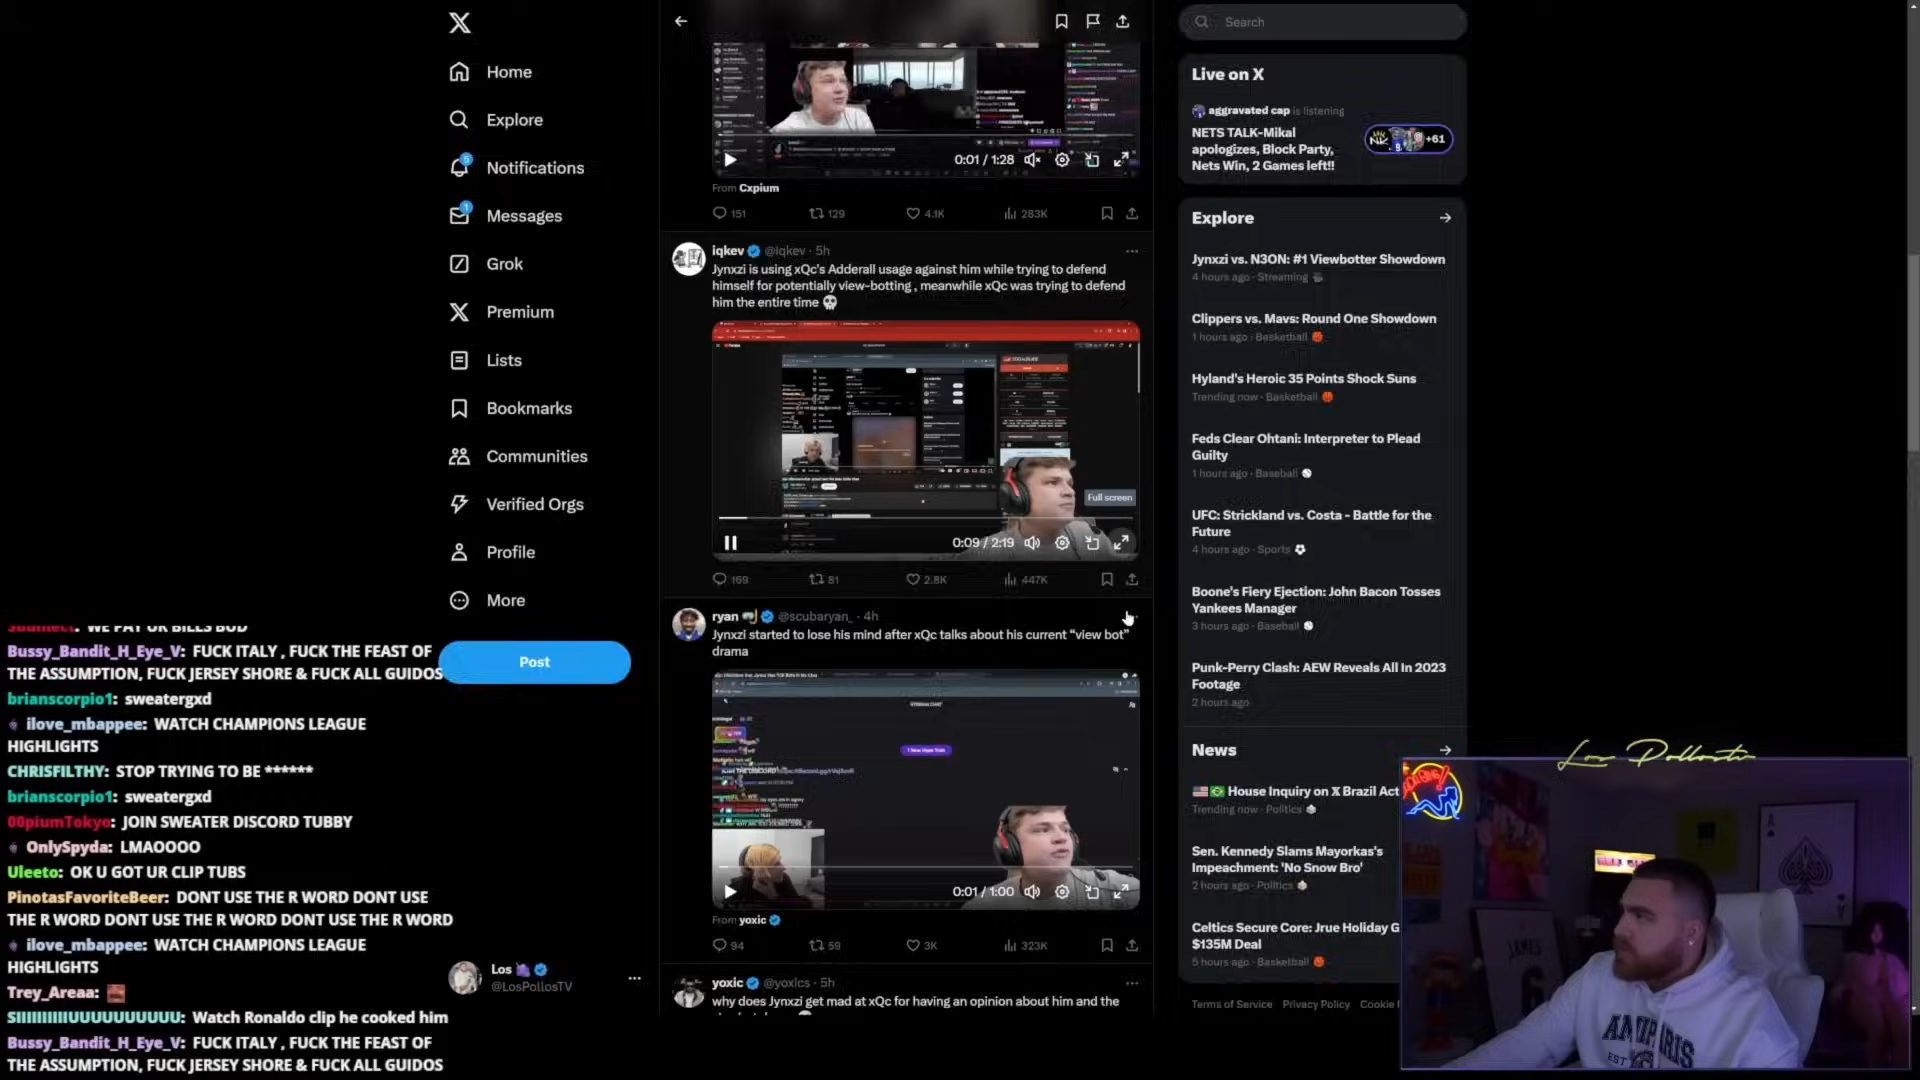 Home
Explore
5
Notifications
1
Messages
Grok
Premium
Lists
Bookmarks
Communities
Verified Orgs
Profile
More
Post
Los
@LosPollosTV
WE PAY UR BILLS BUD
Bussy_Bandit_H_Eye_V: FUCK ITALY , FUCK THE FEAST OF
THE ASSUMPTION, FUCK JERSEY SHORE & FUCK ALL GUIDOS
brianscorpio1: sweatergxd
ilove_mbappee: WATCH CHAMPIONS LEAGUE
HIGHLIGHTS
CHRISFILTHY: STOP TRYING TO BE ******
brianscorpio1: sweatergxd
00piumTokyo: JOIN SWEATER DISCORD TUBBY
OnlySpyda: LMAOOOO
Uleeto: OK U GOT UR CLIP TUBS
PinotasFavoriteBeer: DONT USE THE R WORD DONT USE
THE R WORD DONT USE THE R WORD DONT USE THE R WORD
ilove_mbappee: WATCH CHAMPIONS LEAGUE
HIGHLIGHTS
Trey_Areaa:
Watch Ronaldo clip he cooked him
Bussy_Bandit_H_Eye_V: FUCK ITALY , FUCK THE FEAST OF
THE ASSUMPTION, FUCK JERSEY SHORE & FUCK ALL GUIDOS
0:01 / 1:28
From Cxpium
151 129 4.1K 283K
iqkev @iqkev · 5h
Jynxzi is using xQc's Adderall usage against him while trying to defend
himself for potentially view-botting , meanwhile xQc was trying to defend
him the entire time 💀
Full screen
0:09 / 2:19
169 81 2.8K 447K
ryan 🤿 @scubaryan_ · 4h
Jynxzi started to lose his mind after xQc talks about his current “view bot”
drama
0:01 / 1:00
From yoxic
94 59 3K 323K
yoxic @yoxics · 5h
why does Jynxzi get mad at xQc for having an opinion about him and the
Search
Live on X
aggravated cap is listening
NETS TALK-Mikal
apologizes, Block Party,
Nets Win, 2 Games left!!
+61
Explore
Jynxzi vs. N3ON: #1 Viewbotter Showdown
4 hours ago · Streaming
Clippers vs. Mavs: Round One Showdown
1 hours ago · Basketball
Hyland's Heroic 35 Points Shock Suns
Trending now · Basketball
Feds Clear Ohtani: Interpreter to Plead
Guilty
1 hours ago · Baseball
UFC: Strickland vs. Costa - Battle for the
Future
4 hours ago · Sports
Boone's Fiery Ejection: John Bacon Tosses
Yankees Manager
3 hours ago · Baseball
Punk-Perry Clash: AEW Reveals All In 2023
Footage
2 hours ago
News
🇺🇸🇧🇷 House Inquiry on X Brazil Act
Trending now · Politics
Sen. Kennedy Slams Mayorkas's
Impeachment: 'No Snow Bro'
2 hours ago · Politics
Celtics Secure Core: Jrue Holiday G
$135M Deal
5 hours ago · Basketball
Terms of Service Privacy Policy Cookie
JAMES
6